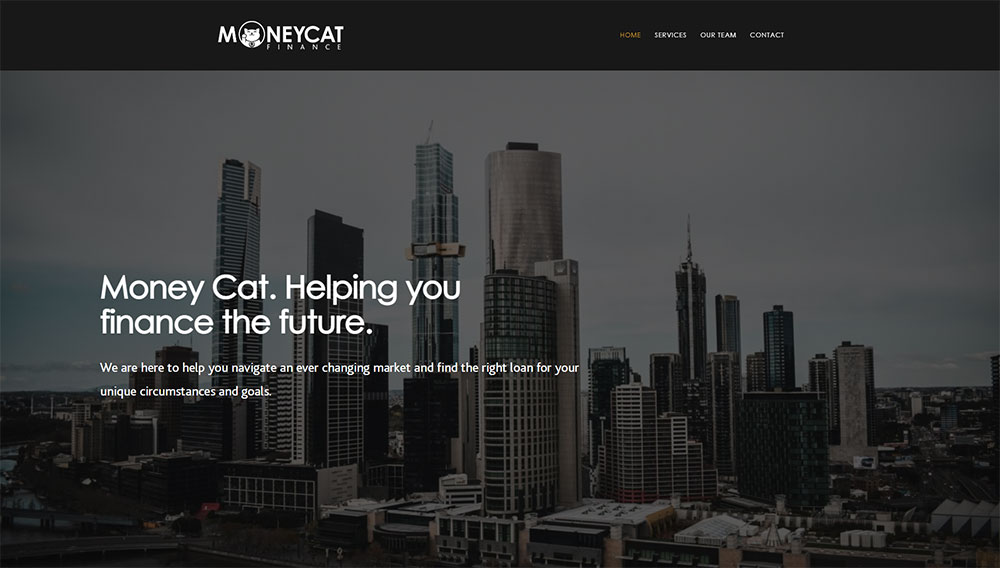 MONEYCAT
FINANCE
HOME SERVICES OUR TEAM CONTACT
Money Cat. Helping you
finance the future.
We are here to help you navigate an ever changing market and find the right loan for your
unique circumstances and goals.